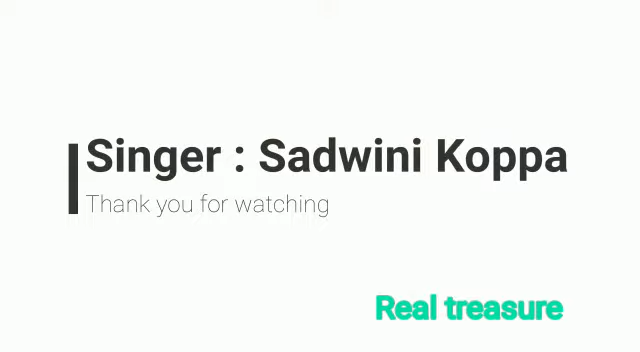 Singer : Sadwini Koppa
Thank you for watching
Real treasure